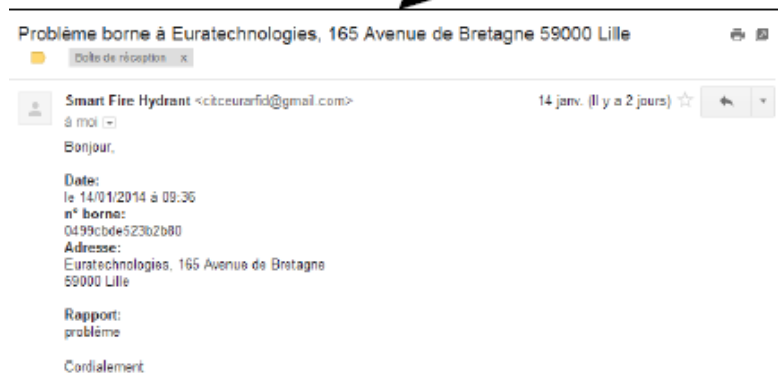 Problème borne à Euratechnologies, 165 Avenue de Bretagne 59000 Lille
Boîte de réception x
Smart Fire Hydrant <citceurarfid@gmail.com> 14 janv. (Il y a 2 jours)
à moi
Bonjour,
Date:
le 14/01/2014 à 09:36
n° borne:
0499cbde523b2b80
Adresse:
Euratechnologies, 165 Avenue de Bretagne
59000 Lille
Rapport:
problème
Cordialement